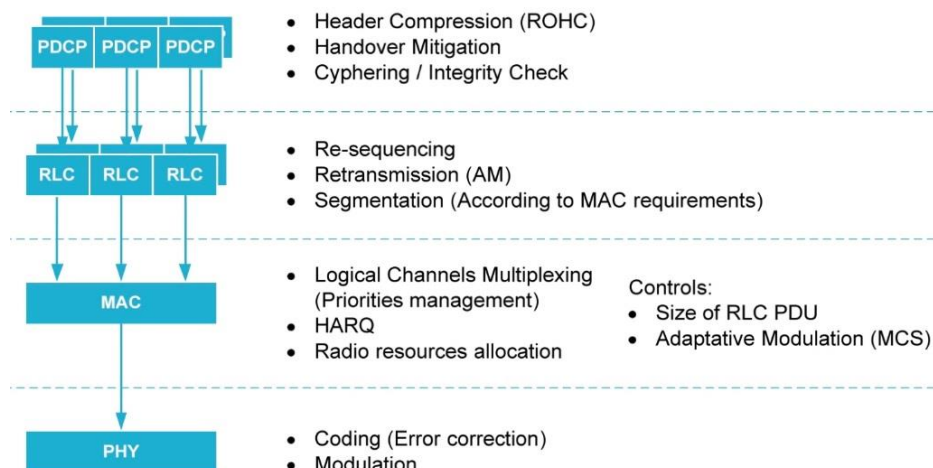 PDCP PDCP PDCP
• Header Compression (ROHC)
• Handover Mitigation
• Cyphering / Integrity Check
RLC RLC RLC
• Re-sequencing
• Retransmission (AM)
• Segmentation (According to MAC requirements)
MAC
• Logical Channels Multiplexing
(Priorities management)
• HARQ
• Radio resources allocation
Controls:
• Size of RLC PDU
• Adaptative Modulation (MCS)
PHY
• Coding (Error correction)
• Modulation